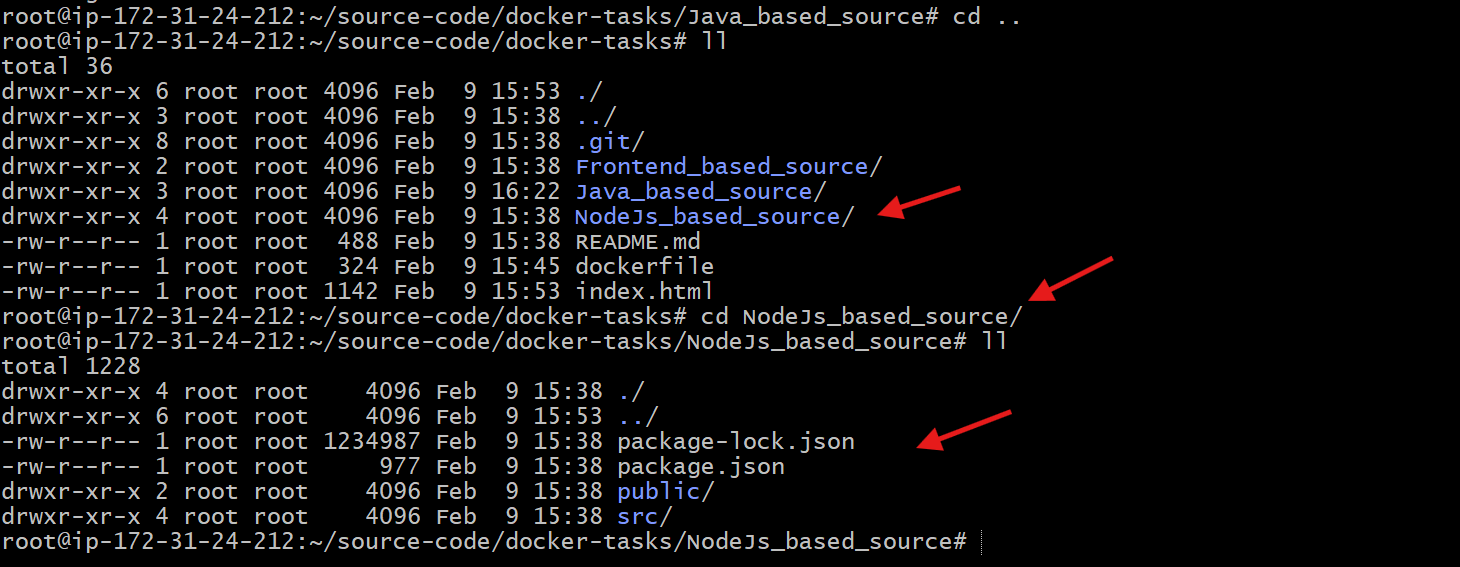 root@ip-172-31-24-212:~/source-code/docker-tasks/Java_based_source# cd ..
root@ip-172-31-24-212:~/source-code/docker-tasks# ll
total 36
drwxr-xr-x 6 root root 4096 Feb  9 15:53 ./
drwxr-xr-x 3 root root 4096 Feb  9 15:38 ../
drwxr-xr-x 8 root root 4096 Feb  9 15:38 .git/
drwxr-xr-x 2 root root 4096 Feb  9 15:38 Frontend_based_source/
drwxr-xr-x 3 root root 4096 Feb  9 16:22 Java_based_source/
drwxr-xr-x 4 root root 4096 Feb  9 15:38 NodeJs_based_source/
-rw-r--r-- 1 root root  488 Feb  9 15:38 README.md
-rw-r--r-- 1 root root  324 Feb  9 15:45 dockerfile
-rw-r--r-- 1 root root 1142 Feb  9 15:53 index.html
root@ip-172-31-24-212:~/source-code/docker-tasks# cd NodeJs_based_source/
root@ip-172-31-24-212:~/source-code/docker-tasks/NodeJs_based_source# ll
total 1228
drwxr-xr-x 4 root root    4096 Feb  9 15:38 ./
drwxr-xr-x 6 root root    4096 Feb  9 15:53 ../
-rw-r--r-- 1 root root 1234987 Feb  9 15:38 package-lock.json
-rw-r--r-- 1 root root     977 Feb  9 15:38 package.json
drwxr-xr-x 2 root root    4096 Feb  9 15:38 public/
drwxr-xr-x 4 root root    4096 Feb  9 15:38 src/
root@ip-172-31-24-212:~/source-code/docker-tasks/NodeJs_based_source#